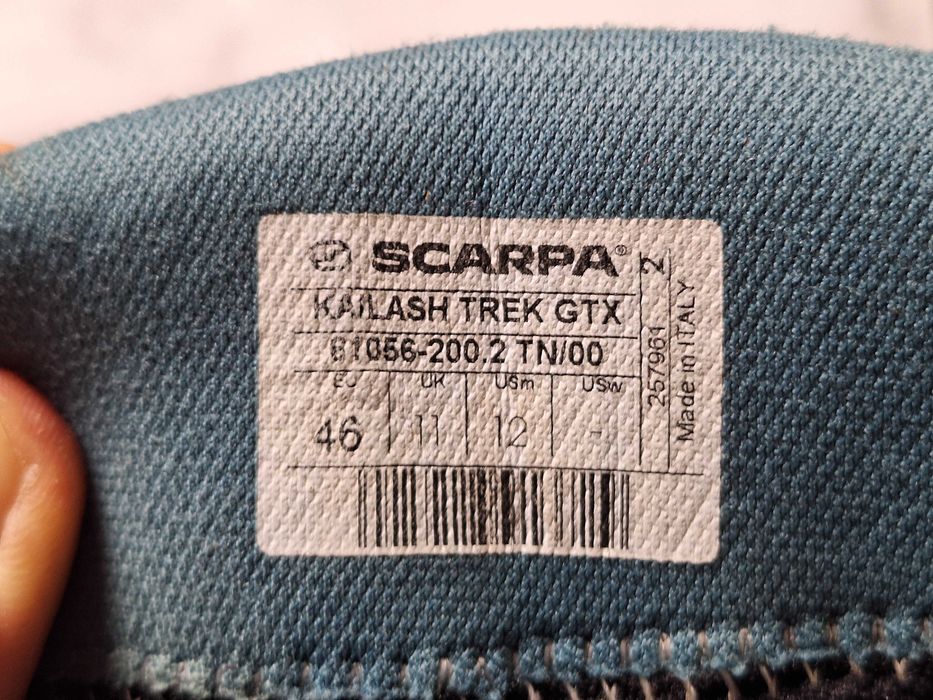 SCARPA®
KAILASH TREK GTX
61056-200.2 TN/00
EU UK USm USw
46 11 12 -
257961 2
Made in ITALY